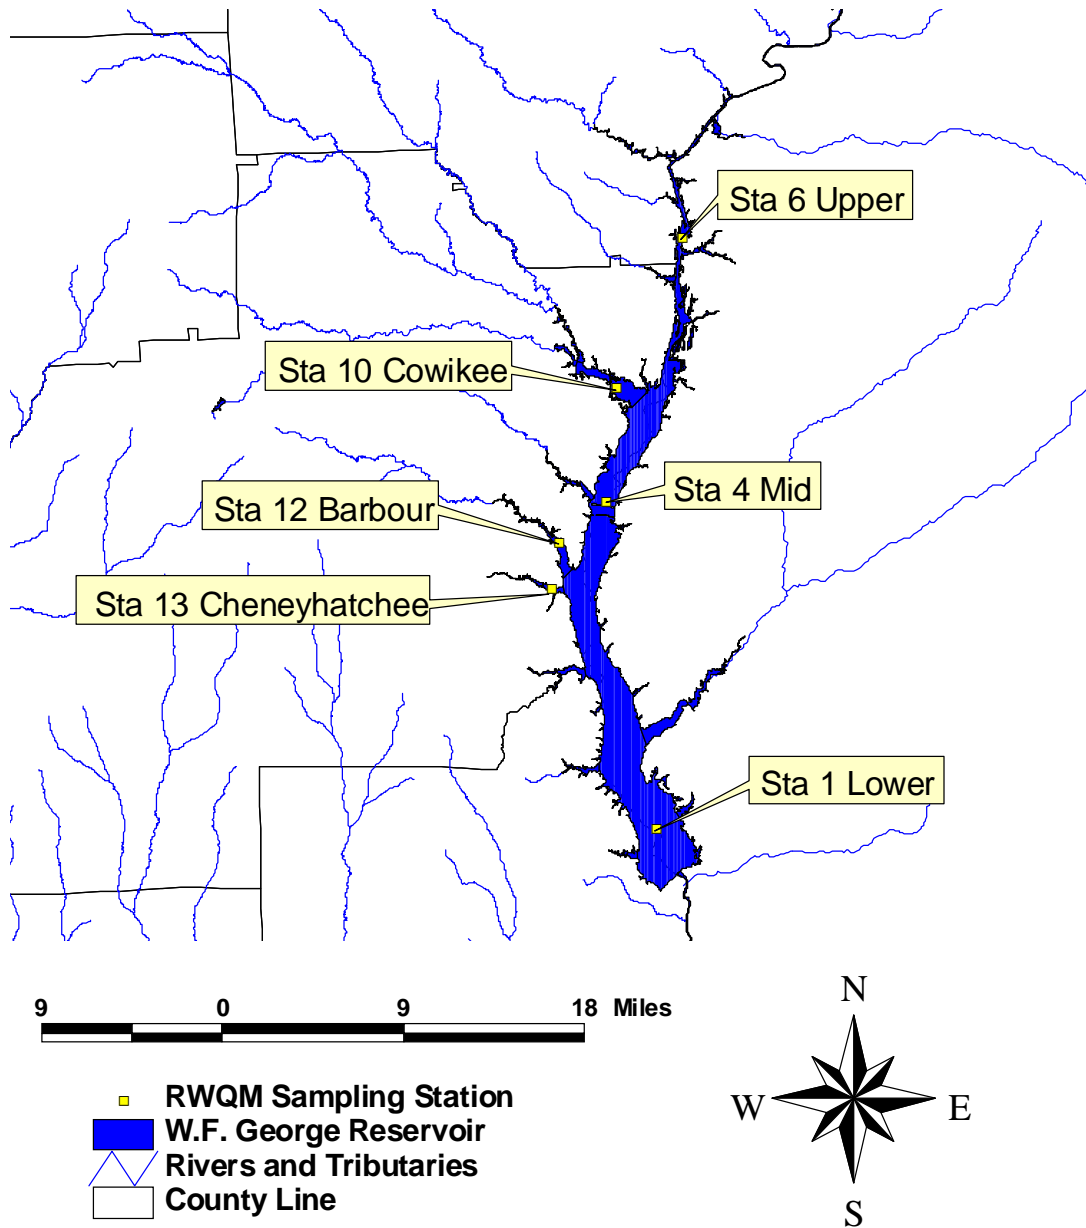 Sta 6 Upper
Sta 10 Cowikee
Sta 4 Mid
Sta 12 Barbour
Sta 13 Cheneyhatchee
Sta 1 Lower
9 0 9 18 Miles
RWQM Sampling Station
W.F. George Reservoir
Rivers and Tributaries
County Line
N
W E
S